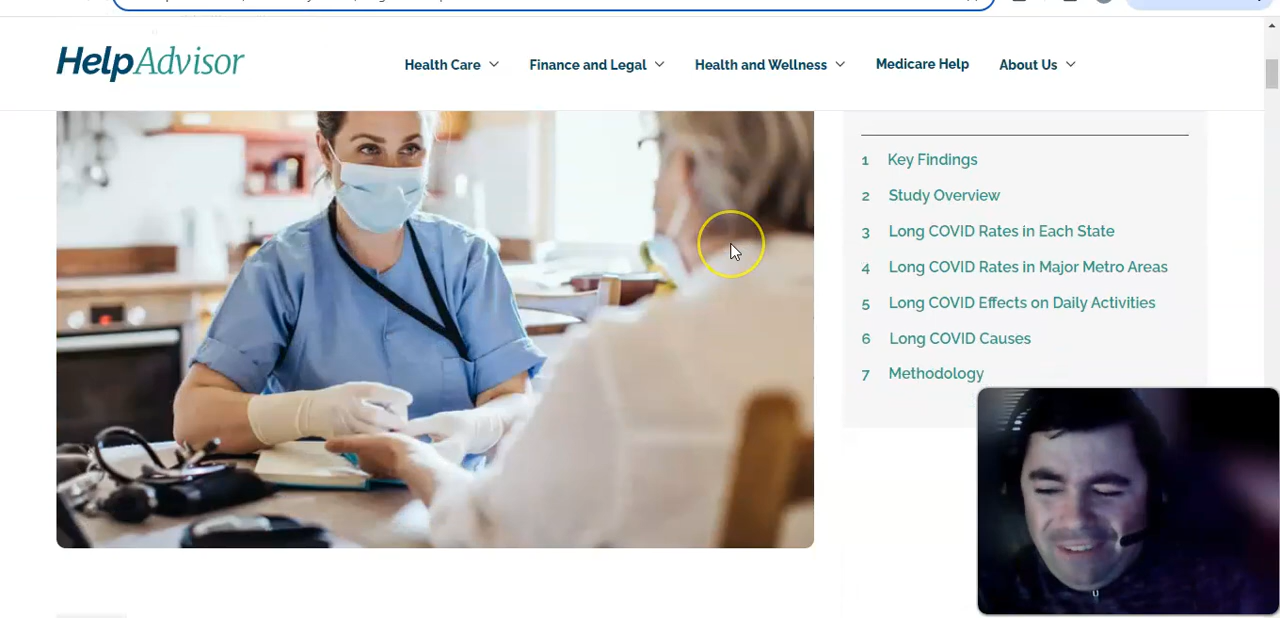 HelpAdvisor
Health Care
Finance and Legal
Health and Wellness
Medicare Help
About Us
1 Key Findings
2 Study Overview
3 Long COVID Rates in Each State
4 Long COVID Rates in Major Metro Areas
5 Long COVID Effects on Daily Activities
6 Long COVID Causes
7 Methodology